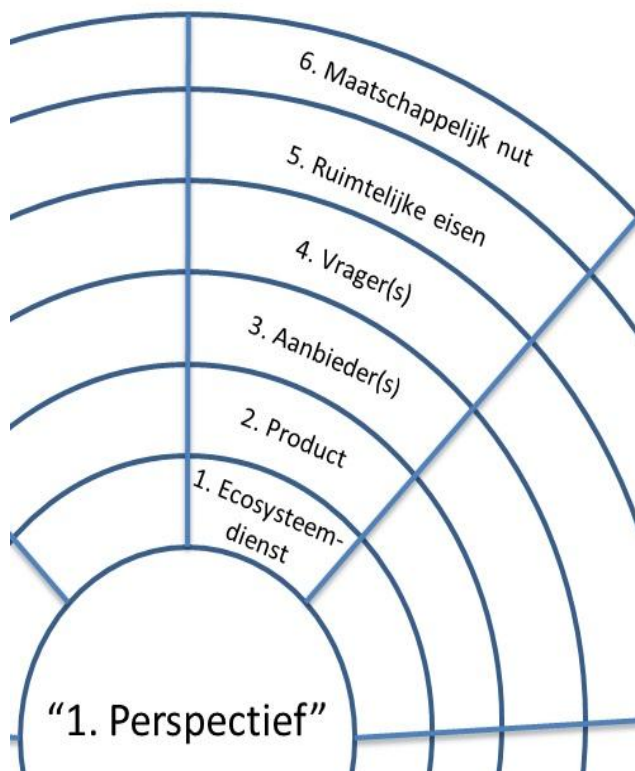 6. Maatschappelijk nut
5. Ruimtelijke eisen
4. Vrager(s)
3. Aanbieder(s)
2. Product
1. Ecosysteem-
dienst
“1. Perspectief”